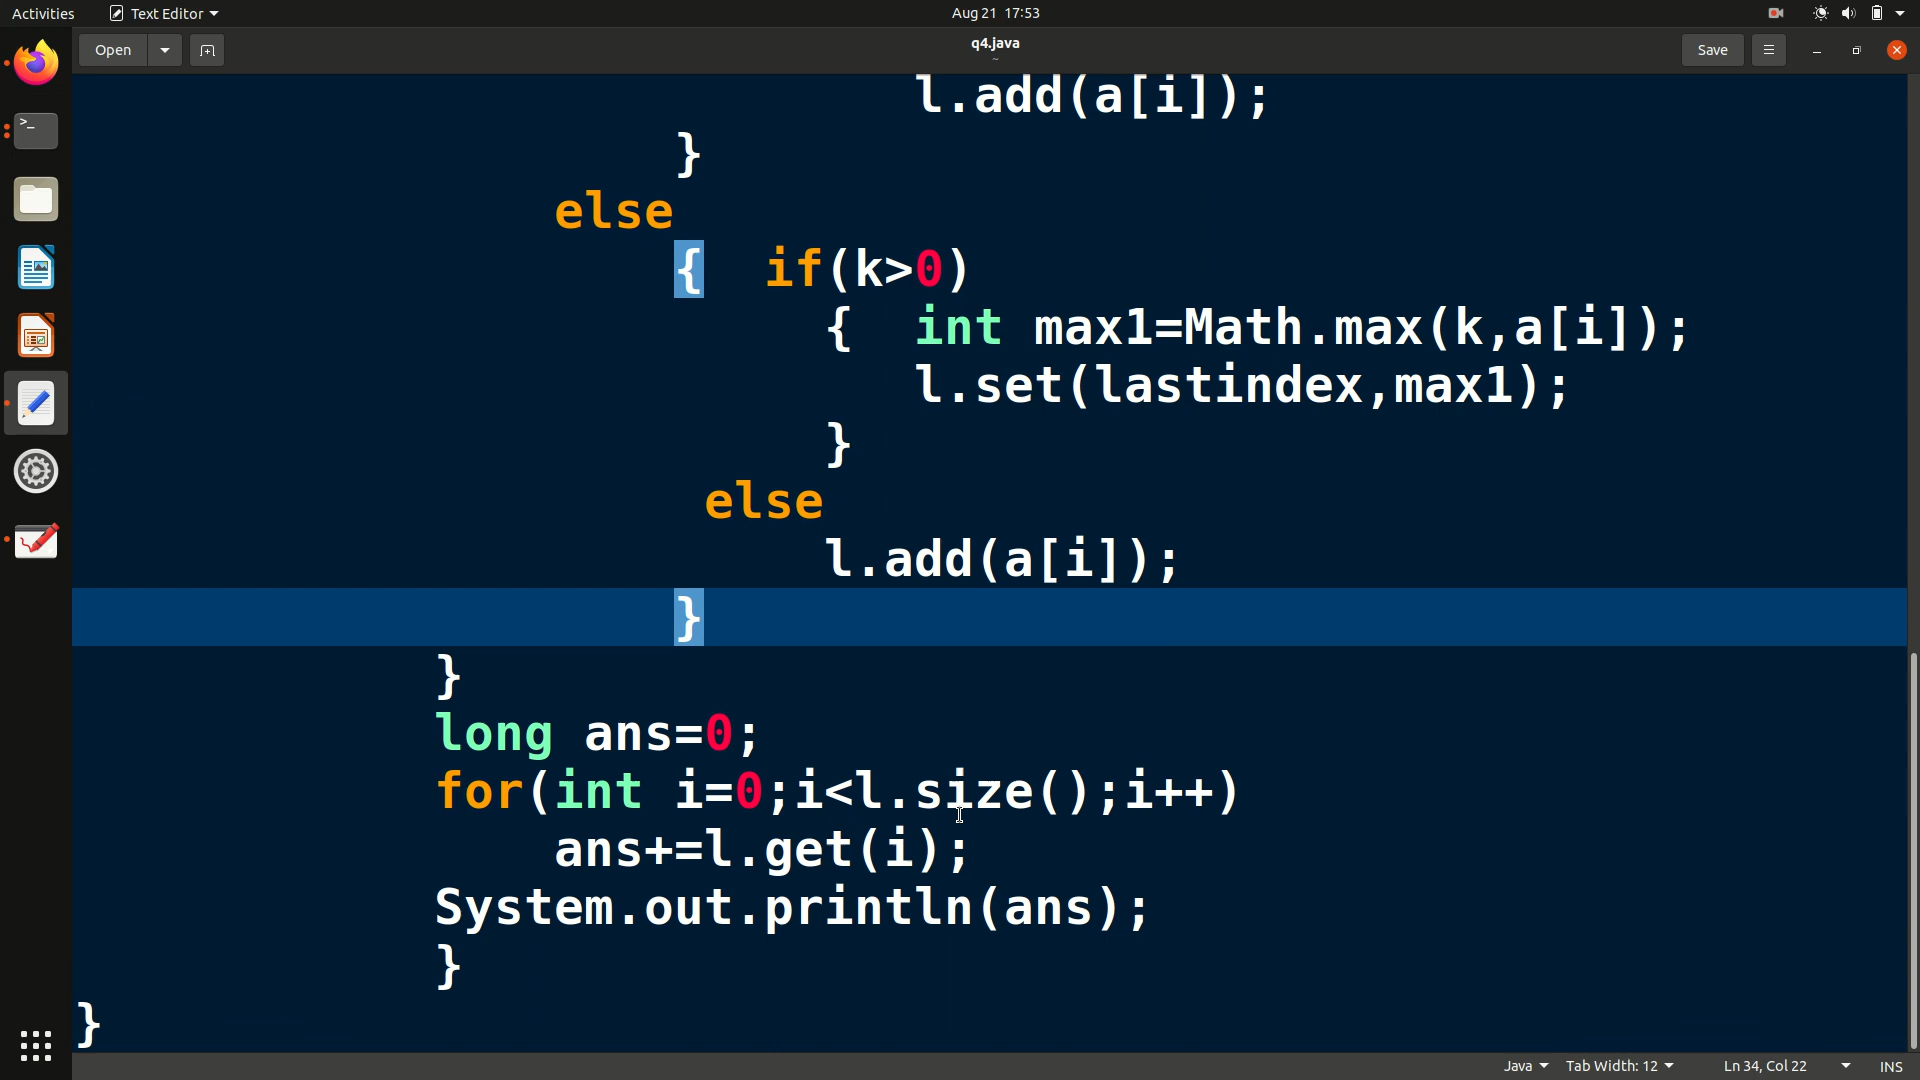 Activities Text Editor Aug 21 17:53
Open q4.java Save
~
l.add(a[i]);
}
else
{ if(k>0)
{ int max1=Math.max(k,a[i]);
l.set(lastindex,max1);
}
else
l.add(a[i]);
}
}
long ans=0;
for(int i=0;i<l.size();i++)
ans+=l.get(i);
System.out.println(ans);
}
}
Java Tab Width: 12 Ln 34, Col 22 INS